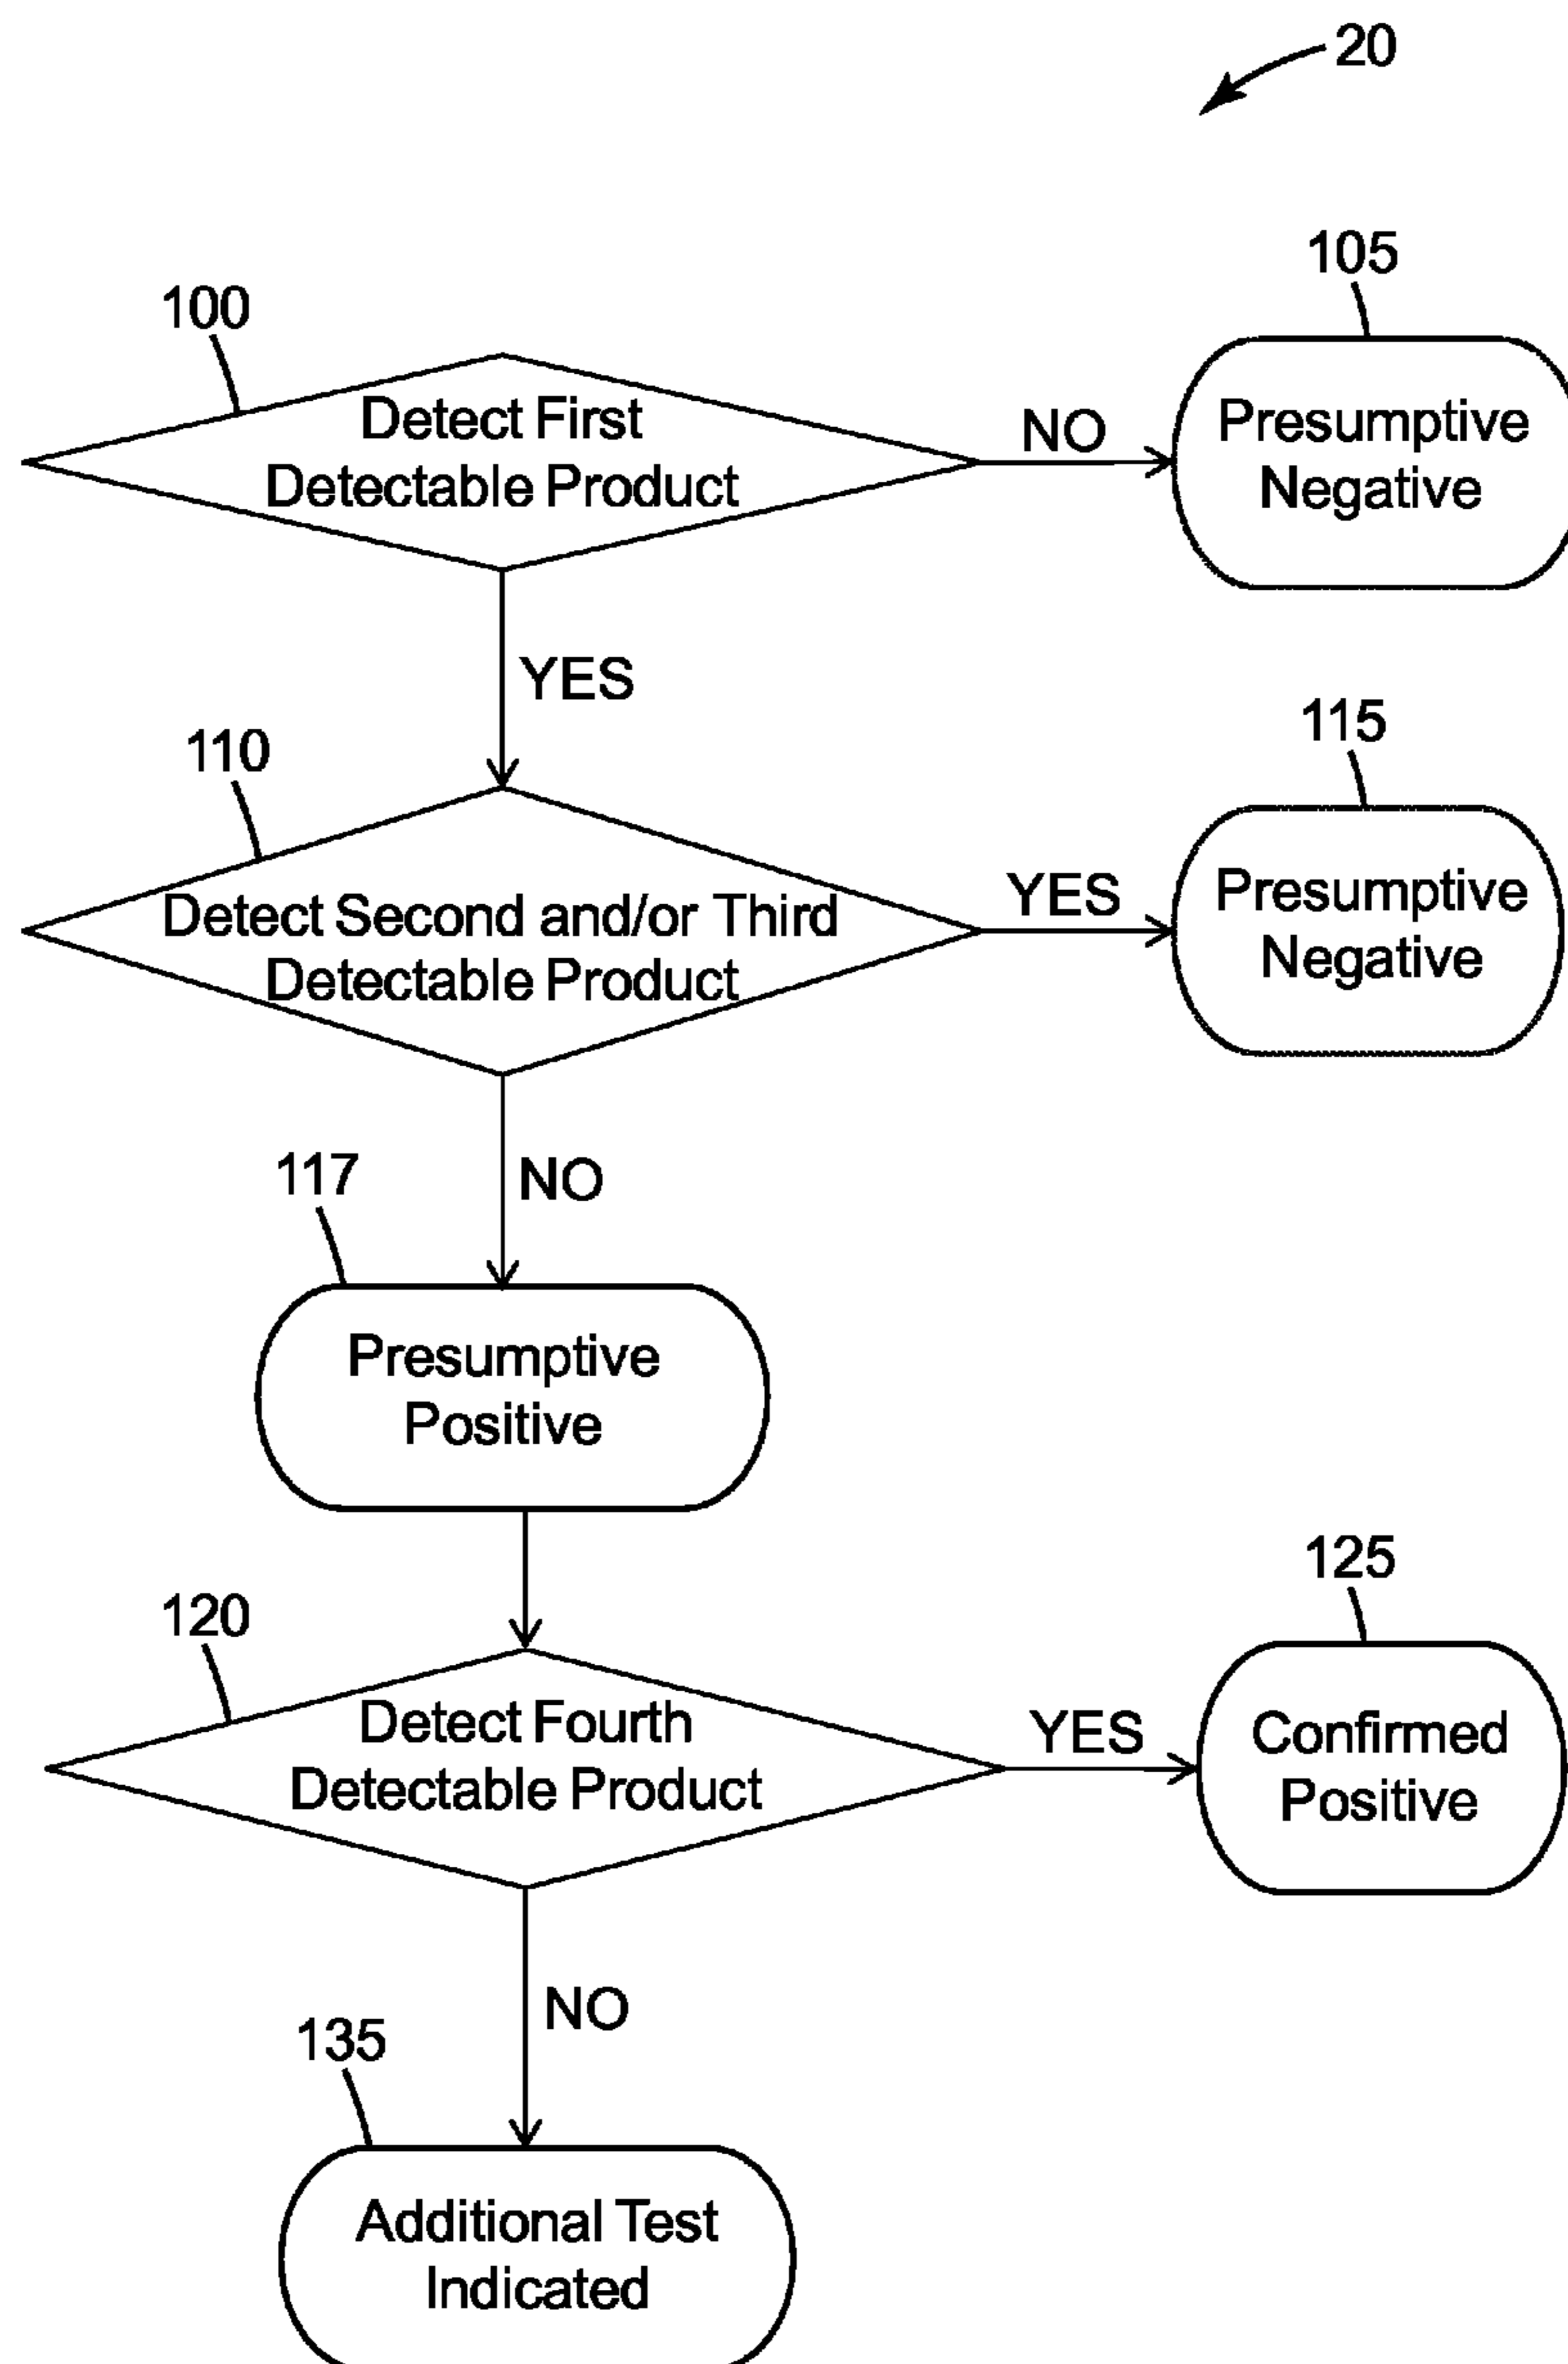 20
105
100
Detect First
Detectable Product
NO
Presumptive
Negative
YES
115
110
Detect Second and/or Third
Detectable Product
YES
Presumptive
Negative
117
NO
Presumptive
Positive
125
120
Detect Fourth
Detectable Product
YES
Confirmed
Positive
NO
135
Additional Test
Indicated